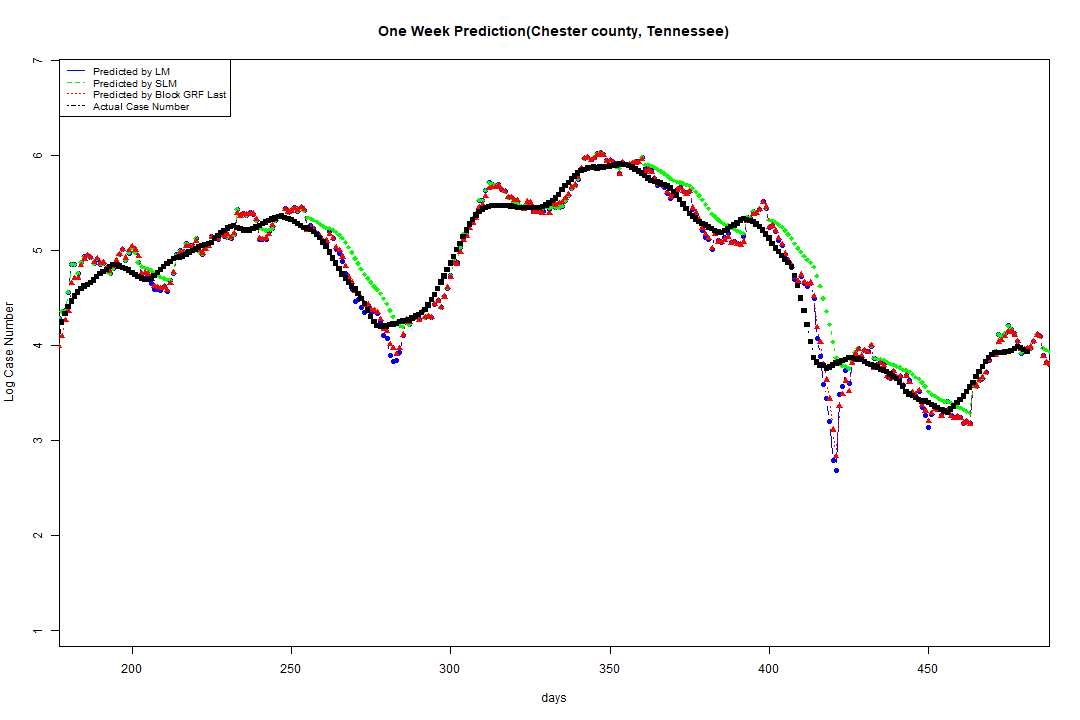 One Week Prediction(Chester county, Tennessee)
Predicted by LM
Predicted by SLM
Predicted by Block GRF Last
Actual Case Number
7
6
5
4
3
2
1
Log Case Number
200 250 300 350 400 450
days